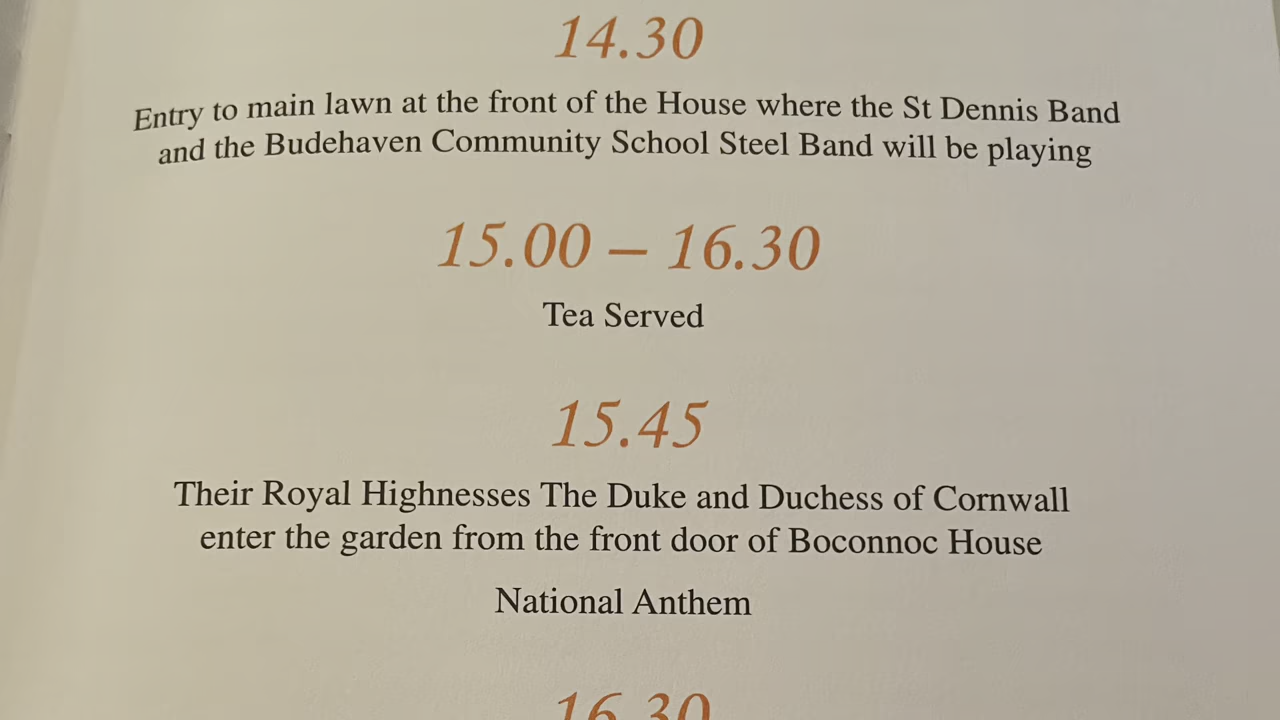 14.30
Entry to main lawn at the front of the House where the St Dennis Band
and the Budehaven Community School Steel Band will be playing
15.00 – 16.30
Tea Served
15.45
Their Royal Highnesses The Duke and Duchess of Cornwall
enter the garden from the front door of Boconnoc House
National Anthem
16.30